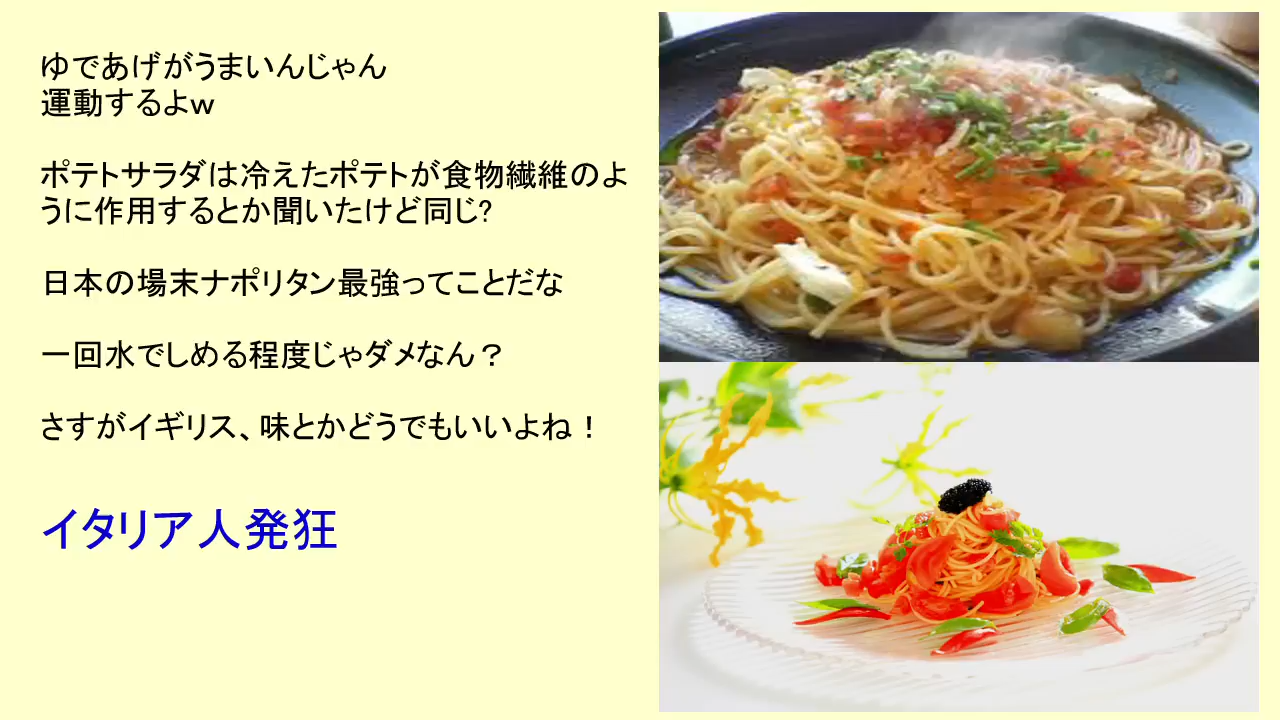 ゆであげがうまいんじゃん
運動するよｗ
ポテトサラダは冷えたポテトが食物繊維のよ
うに作用するとか聞いたけど同じ?
日本の場末ナポリタン最強ってことだな
一回水でしめる程度じゃダメなん？
さすがイギリス、味とかどうでもいいよね！
イタリア人発狂